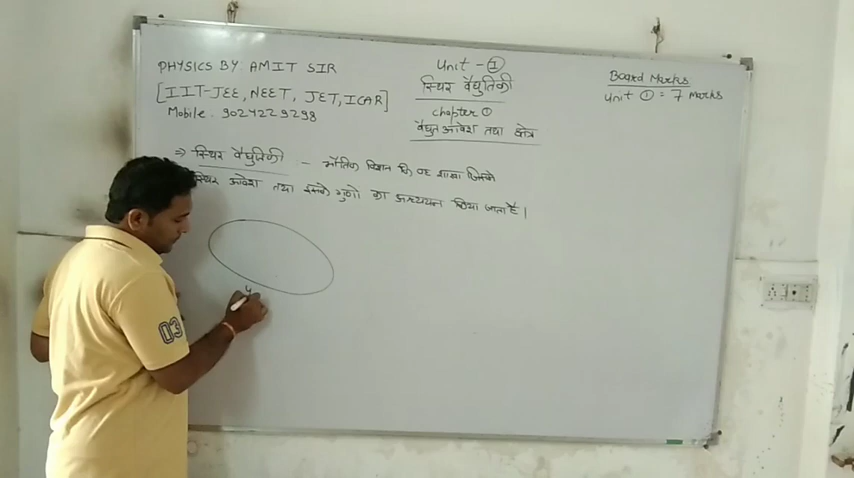 PHYSICS BY AMIT SIR
[IIT-JEE, NEET, JET, ICAR]
Mobile. 9024229298
Unit - ①
स्थिर वैद्युतिकी
chapter ①
वैद्युत आवेश तथा क्षेत्र
Board Marks
unit ① = 7 Marks
⇒ स्थिर वैद्युतिकी - भौतिक विज्ञान कि वह शाखा जिसमे
स्थिर आवेश तथा इसके गुणो का अध्ययन किया जाता है।
03